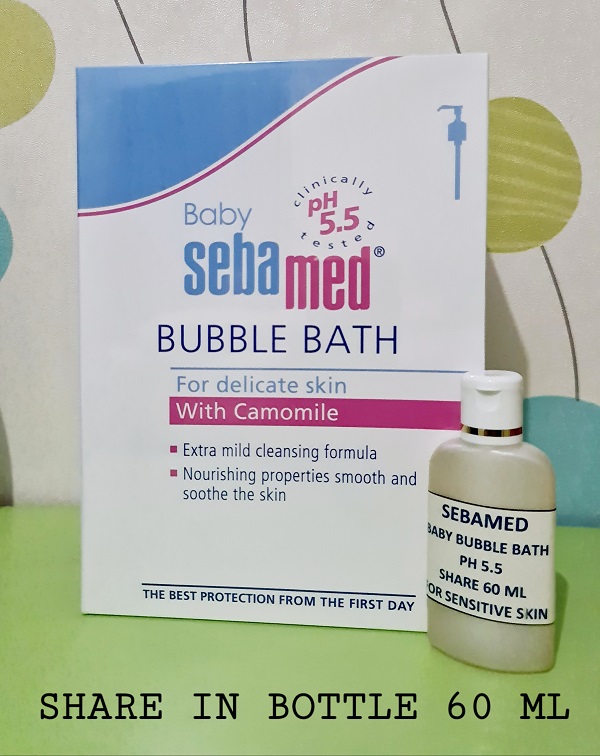 Baby
sebamed®
clinically
pH
5.5
tested
BUBBLE BATH
For delicate skin
With Camomile
Extra mild cleansing formula
Nourishing properties smooth and
soothe the skin
THE BEST PROTECTION FROM THE FIRST DAY
SEBAMED
BABY BUBBLE BATH
PH 5.5
SHARE 60 ML
OR SENSITIVE SKIN
SHARE IN BOTTLE 60 ML